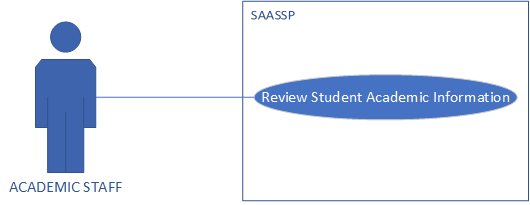 SAASSP
Review Student Academic Information
ACADEMIC STAFF